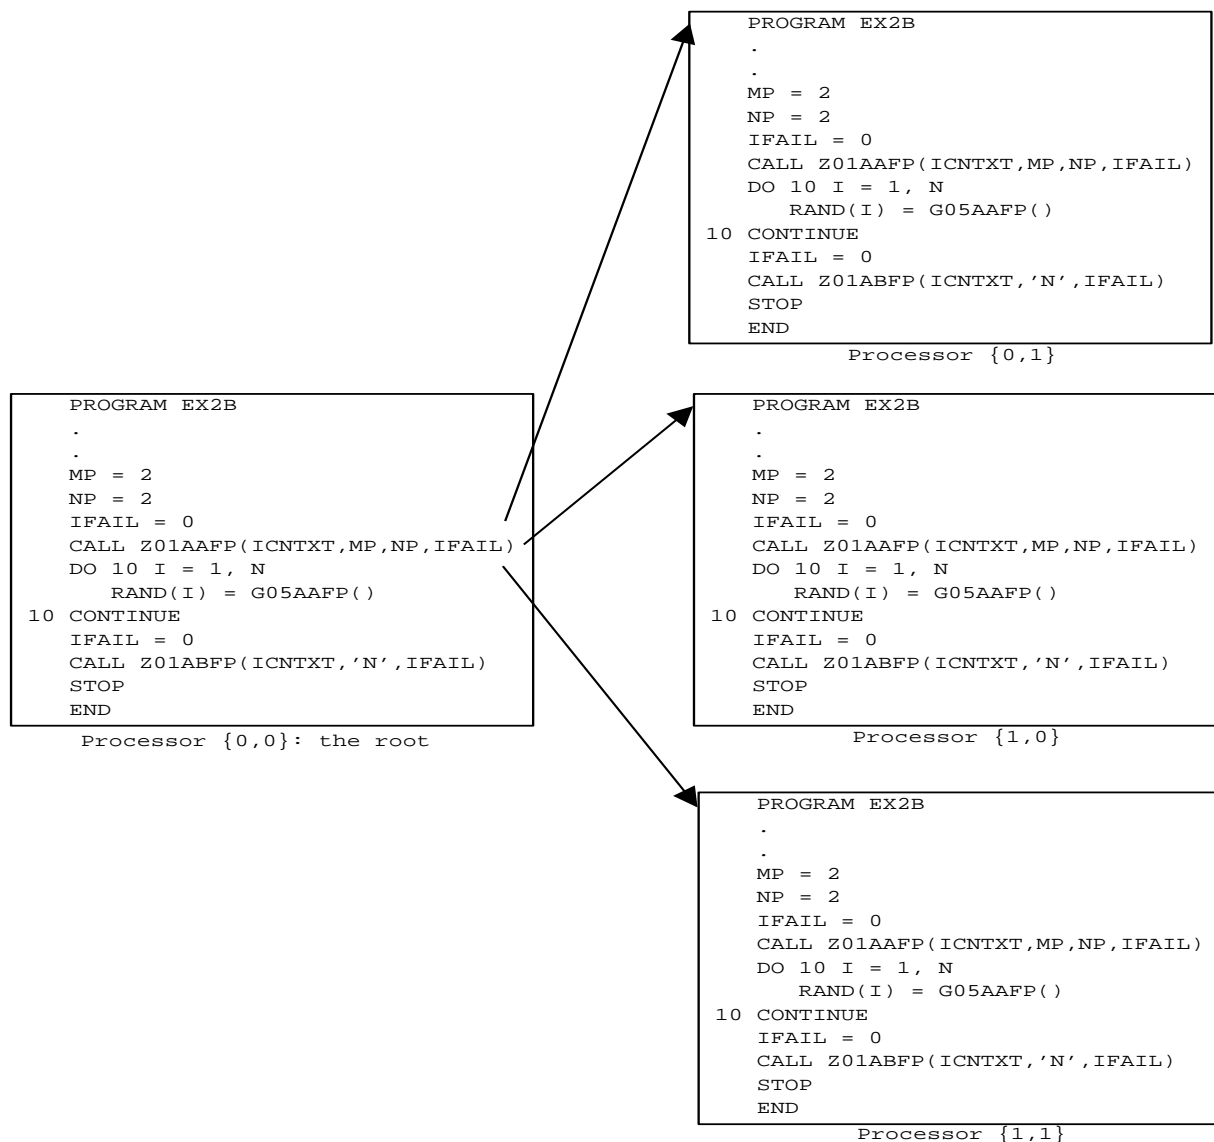 PROGRAM EX2B
.
.
MP = 2
NP = 2
IFAIL = 0
CALL Z01AAFP(ICNTXT,MP,NP,IFAIL)
DO 10 I = 1, N
RAND(I) = G05AAFP()
10 CONTINUE
IFAIL = 0
CALL Z01ABFP(ICNTXT,’N’,IFAIL)
STOP
END
Processor {0,1}
PROGRAM EX2B
.
.
MP = 2
NP = 2
IFAIL = 0
CALL Z01AAFP(ICNTXT,MP,NP,IFAIL)
DO 10 I = 1, N
RAND(I) = G05AAFP()
10 CONTINUE
IFAIL = 0
CALL Z01ABFP(ICNTXT,’N’,IFAIL)
STOP
END
Processor {0,0}: the root
PROGRAM EX2B
.
.
MP = 2
NP = 2
IFAIL = 0
CALL Z01AAFP(ICNTXT,MP,NP,IFAIL)
DO 10 I = 1, N
RAND(I) = G05AAFP()
10 CONTINUE
IFAIL = 0
CALL Z01ABFP(ICNTXT,’N’,IFAIL)
STOP
END
Processor {1,0}
PROGRAM EX2B
.
.
MP = 2
NP = 2
IFAIL = 0
CALL Z01AAFP(ICNTXT,MP,NP,IFAIL)
DO 10 I = 1, N
RAND(I) = G05AAFP()
10 CONTINUE
IFAIL = 0
CALL Z01ABFP(ICNTXT,’N’,IFAIL)
STOP
END
Processor {1,1}